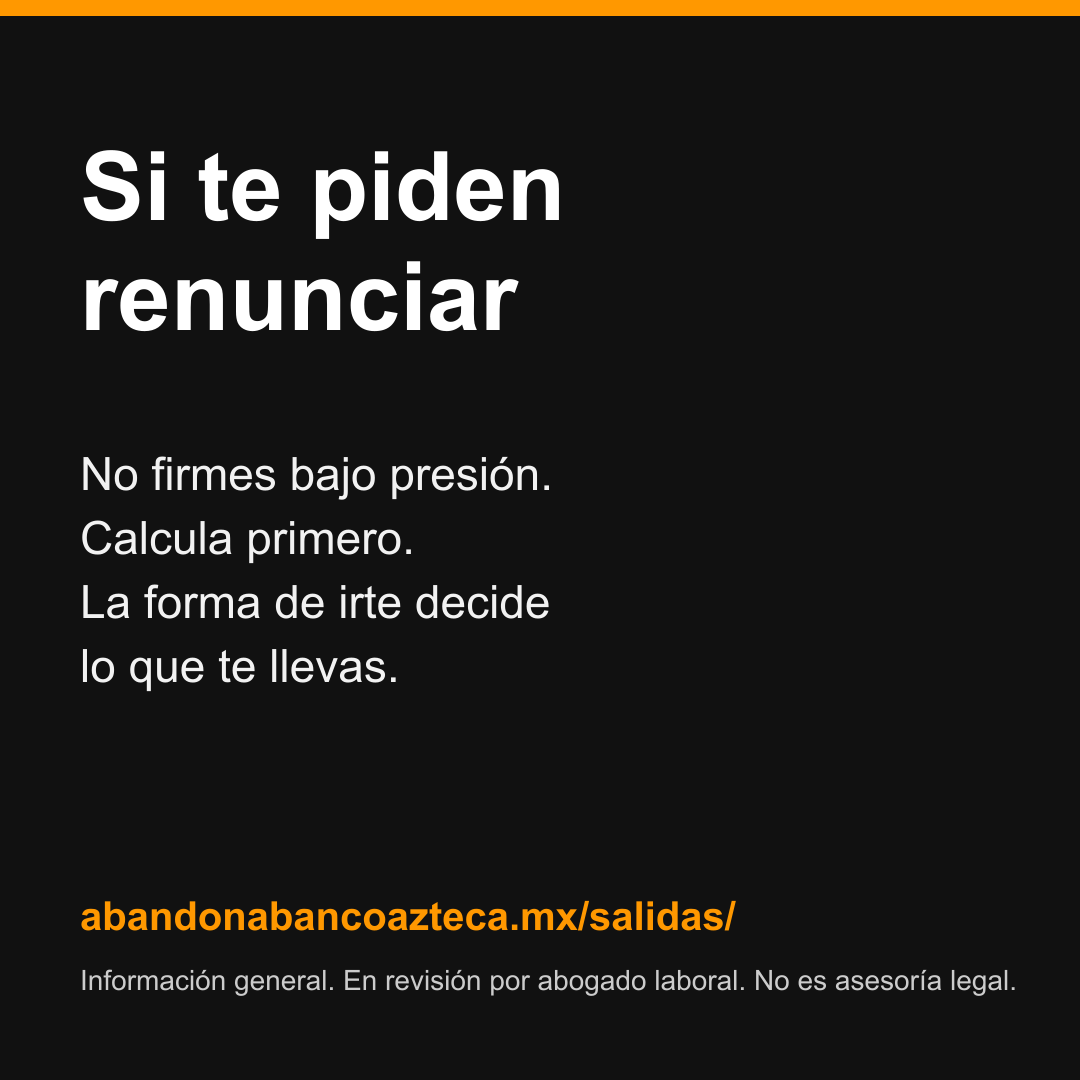 Si te piden
renunciar
No firmes bajo presión.
Calcula primero.
La forma de irte decide
lo que te llevas.
abandonabancoazteca.mx/salidas/
Información general. En revisión por abogado laboral. No es asesoría legal.